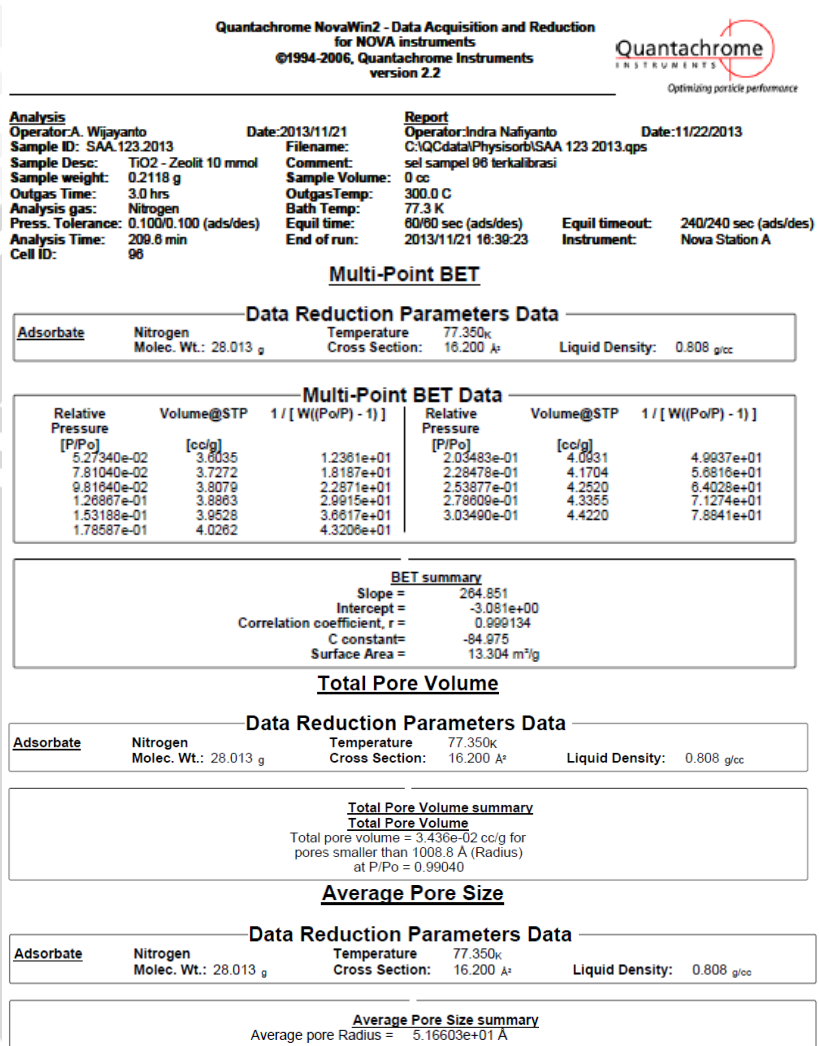 Quantachrome NovaWin2 - Data Acquisition and Reduction
for NOVA instruments
©1994-2006, Quantachrome Instruments
version 2.2
Quantachrome
INSTRUMENTS
Optimizing particle performance
Analysis Report
Operator:A. Wijayanto Date:2013/11/21 Operator:Indra Nafiyanto Date:11/22/2013
Sample ID: SAA.123.2013 Filename: C:\QCdata\Physisorb\SAA 123 2013.qps
Sample Desc: TiO2 - Zeolit 10 mmol Comment: sel sampel 96 terkalibrasi
Sample weight: 0.2118 g Sample Volume: 0 cc
Outgas Time: 3.0 hrs OutgasTemp: 300.0 C
Analysis gas: Nitrogen Bath Temp: 77.3 K
Press. Tolerance: 0.100/0.100 (ads/des) Equil time: 60/60 sec (ads/des) Equil timeout: 240/240 sec (ads/des)
Analysis Time: 209.6 min End of run: 2013/11/21 16:39:23 Instrument: Nova Station A
Cell ID: 96
Multi-Point BET
Data Reduction Parameters Data
Adsorbate Nitrogen Temperature 77.350K
Molec. Wt.: 28.013 g Cross Section: 16.200 Å² Liquid Density: 0.808 g/cc
Multi-Point BET Data
Relative Volume@STP 1 / [ W((Po/P) - 1) ] Relative Volume@STP 1 / [ W((Po/P) - 1) ]
Pressure Pressure
[P/Po] [cc/g] [P/Po] [cc/g]
5.27340e-02 3.6035 1.2361e+01 2.03483e-01 4.0931 4.9937e+01
7.81040e-02 3.7272 1.8187e+01 2.28478e-01 4.1704 5.6816e+01
9.81640e-02 3.8079 2.2871e+01 2.53877e-01 4.2520 6.4028e+01
1.26867e-01 3.8863 2.9915e+01 2.78609e-01 4.3355 7.1274e+01
1.53188e-01 3.9528 3.6617e+01 3.03490e-01 4.4220 7.8841e+01
1.78587e-01 4.0262 4.3206e+01
BET summary
Slope = 264.851
Intercept = -3.081e+00
Correlation coefficient, r = 0.999134
C constant= -84.975
Surface Area = 13.304 m²/g
Total Pore Volume
Data Reduction Parameters Data
Adsorbate Nitrogen Temperature 77.350K
Molec. Wt.: 28.013 g Cross Section: 16.200 Å² Liquid Density: 0.808 g/cc
Total Pore Volume summary
Total Pore Volume
Total pore volume = 3.436e-02 cc/g for
pores smaller than 1008.8 Å (Radius)
at P/Po = 0.99040
Average Pore Size
Data Reduction Parameters Data
Adsorbate Nitrogen Temperature 77.350K
Molec. Wt.: 28.013 g Cross Section: 16.200 Å² Liquid Density: 0.808 g/cc
Average Pore Size summary
Average pore Radius = 5.16603e+01 Å